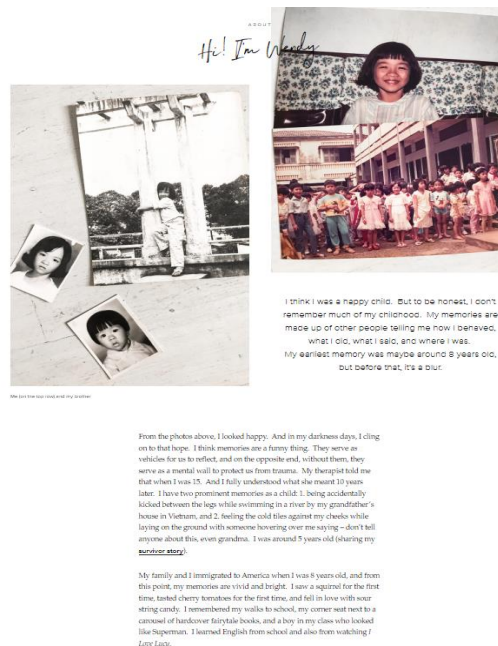 ABOUT
Hi! I'm Wendy
I think I was a happy child. But to be honest, I don't
remember much of my childhood. My memories are
made up of other people telling me how I behaved,
what I did, what I said, and where I was.
My earliest memory was maybe around 8 years old,
but before that, it's a blur.
Me (on the top row) and my brother
From the photos above, I looked happy. And in my darkness days, I cling
on to that hope. I think memories are a funny thing. They serve as
vehicles for us to reflect, and on the opposite end, without them, they
serve as a mental wall to protect us from trauma. My therapist told me
that when I was 15. And I fully understood what she meant 10 years
later. I have two prominent memories as a child: 1. being accidentally
kicked between the legs while swimming in a river by my grandfather's
house in Vietnam, and 2. feeling the cold tiles against my cheeks while
laying on the ground with someone hovering over me saying – don't tell
anyone about this, even grandma. I was around 5 years old (sharing my
survivor story).
My family and I immigrated to America when I was 8 years old, and from
this point, my memories are vivid and bright. I saw a squirrel for the first
time, tasted cherry tomatoes for the first time, and fell in love with sour
string candy. I remembered my walks to school, my corner seat next to a
carousel of hardcover fairytale books, and a boy in my class who looked
like Superman. I learned English from school and also from watching I
Love Lucy.